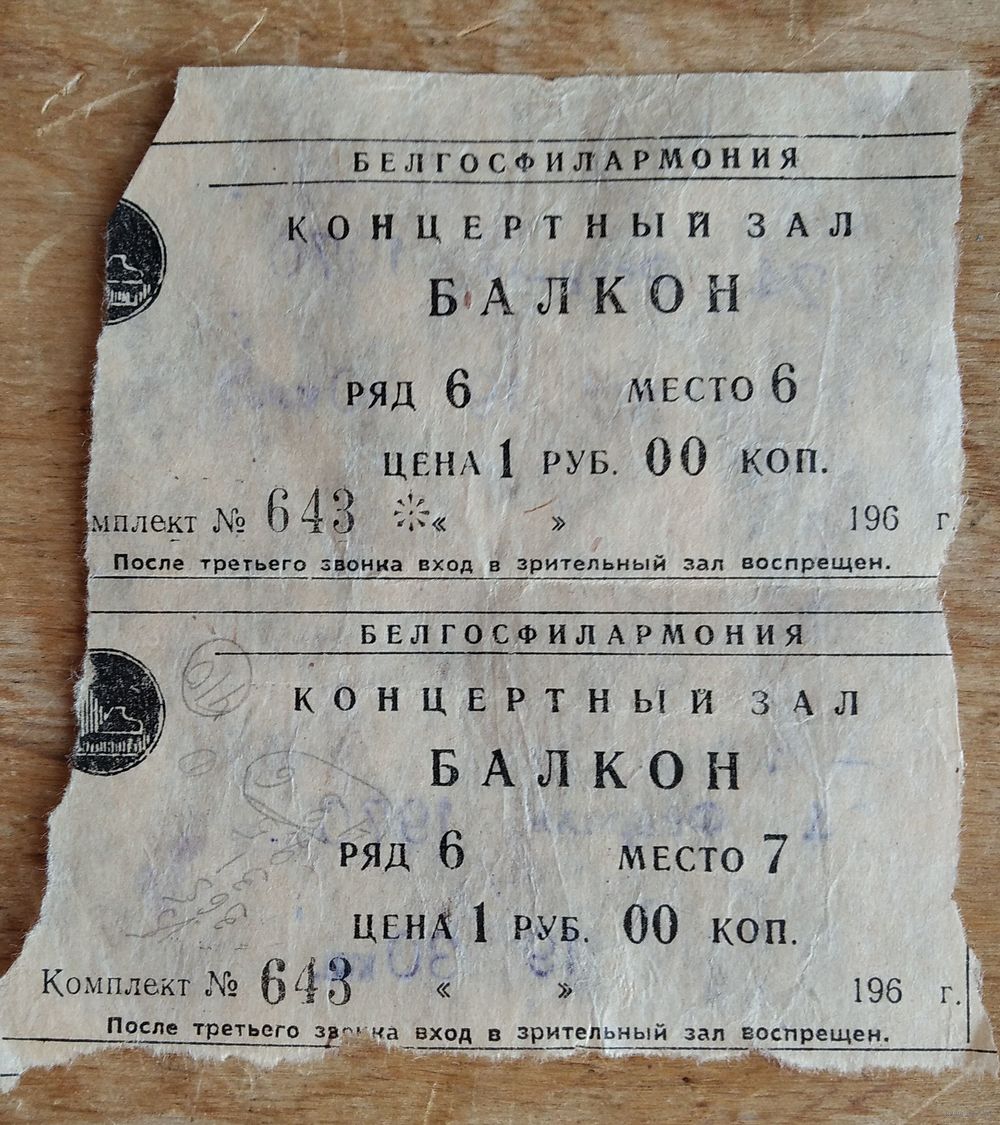 БЕЛГОСФИЛАРМОНИЯ
КОНЦЕРТНЫЙ ЗАЛ
БАЛКОН
РЯД 6 МЕСТО 6
ЦЕНА 1 РУБ. 00 КОП.
мплект № 643 « » 196 г.
После третьего звонка вход в зрительный зал воспрещен.
БЕЛГОСФИЛАРМОНИЯ
КОНЦЕРТНЫЙ ЗАЛ
БАЛКОН
РЯД 6 МЕСТО 7
ЦЕНА 1 РУБ. 00 КОП.
Комплект № 643 « » 196 г.
После третьего звонка вход в зрительный зал воспрещен.